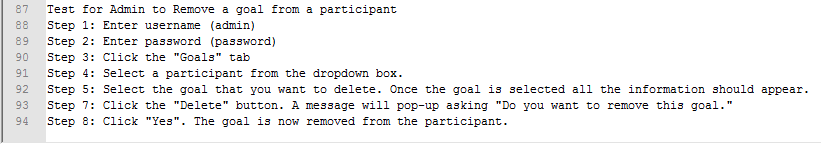 87 Test for Admin to Remove a goal from a participant
88 Step 1: Enter username (admin)
89 Step 2: Enter password (password)
90 Step 3: Click the "Goals" tab
91 Step 4: Select a participant from the dropdown box.
92 Step 5: Select the goal that you want to delete. Once the goal is selected all the information should appear.
93 Step 7: Click the "Delete" button. A message will pop-up asking "Do you want to remove this goal."
94 Step 8: Click "Yes". The goal is now removed from the participant.